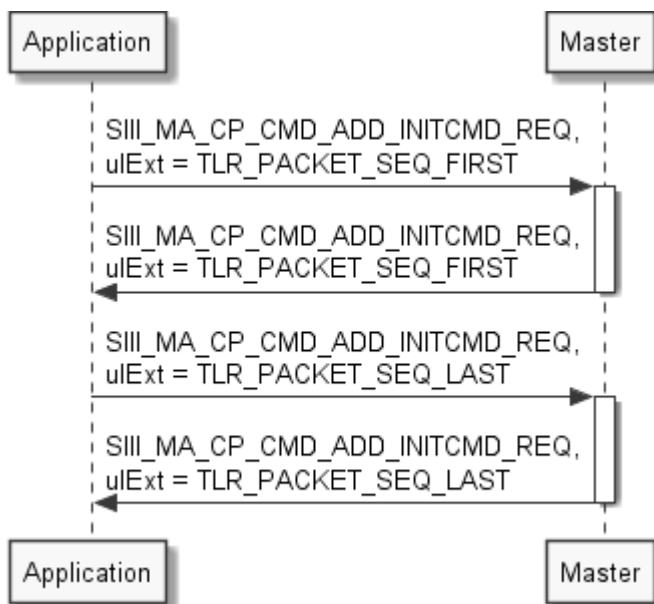 Application Master
SIII_MA_CP_CMD_ADD_INITCMD_REQ,
ulExt = TLR_PACKET_SEQ_FIRST
SIII_MA_CP_CMD_ADD_INITCMD_REQ,
ulExt = TLR_PACKET_SEQ_FIRST
SIII_MA_CP_CMD_ADD_INITCMD_REQ,
ulExt = TLR_PACKET_SEQ_LAST
SIII_MA_CP_CMD_ADD_INITCMD_REQ,
ulExt = TLR_PACKET_SEQ_LAST
Application Master